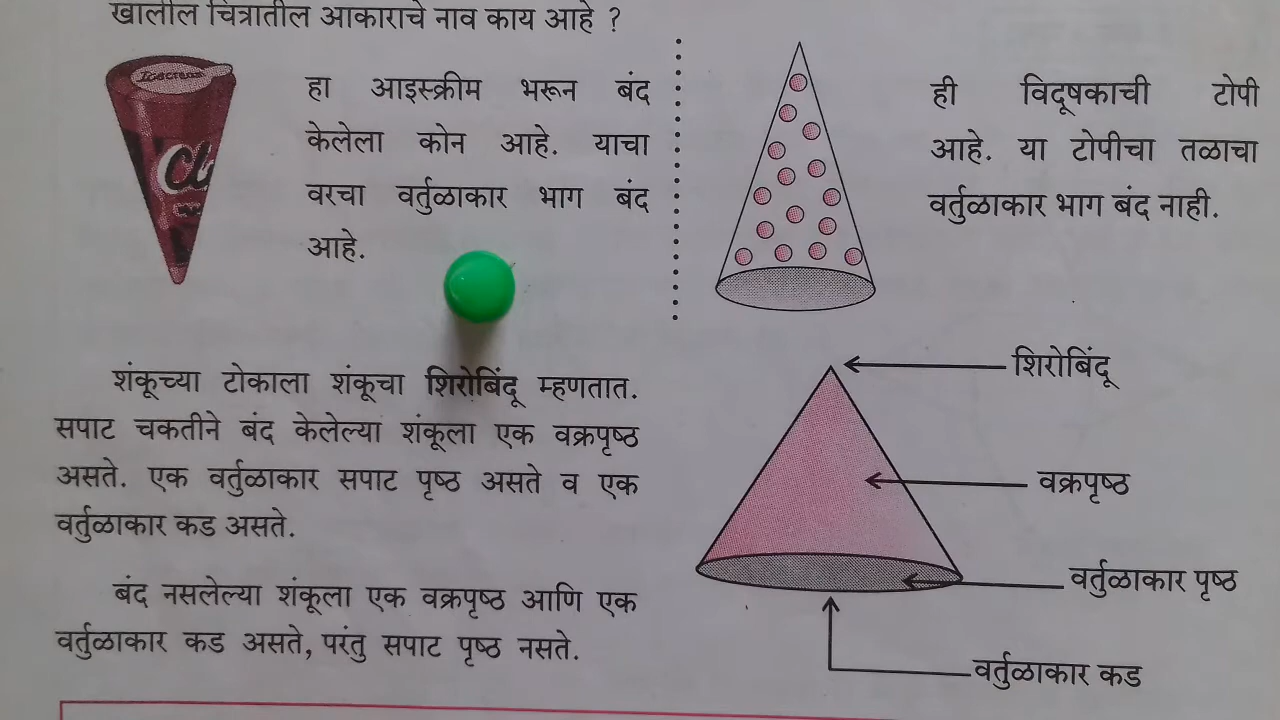 खालील चित्रातील आकाराचे नाव काय आहे ?
हा आइस्क्रीम भरून बंद
केलेला कोन आहे. याचा
वरचा वर्तुळाकार भाग बंद
आहे.
ही विदूषकाची टोपी
आहे. या टोपीचा तळाचा
वर्तुळाकार भाग बंद नाही.
शंकूच्या टोकाला शंकूचा शिरोबिंदू म्हणतात.
सपाट चकतीने बंद केलेल्या शंकूला एक वक्रपृष्ठ
असते. एक वर्तुळाकार सपाट पृष्ठ असते व एक
वर्तुळाकार कड असते.
बंद नसलेल्या शंकूला एक वक्रपृष्ठ आणि एक
वर्तुळाकार कड असते, परंतु सपाट पृष्ठ नसते.
शिरोबिंदू
वक्रपृष्ठ
वर्तुळाकार पृष्ठ
वर्तुळाकार कड